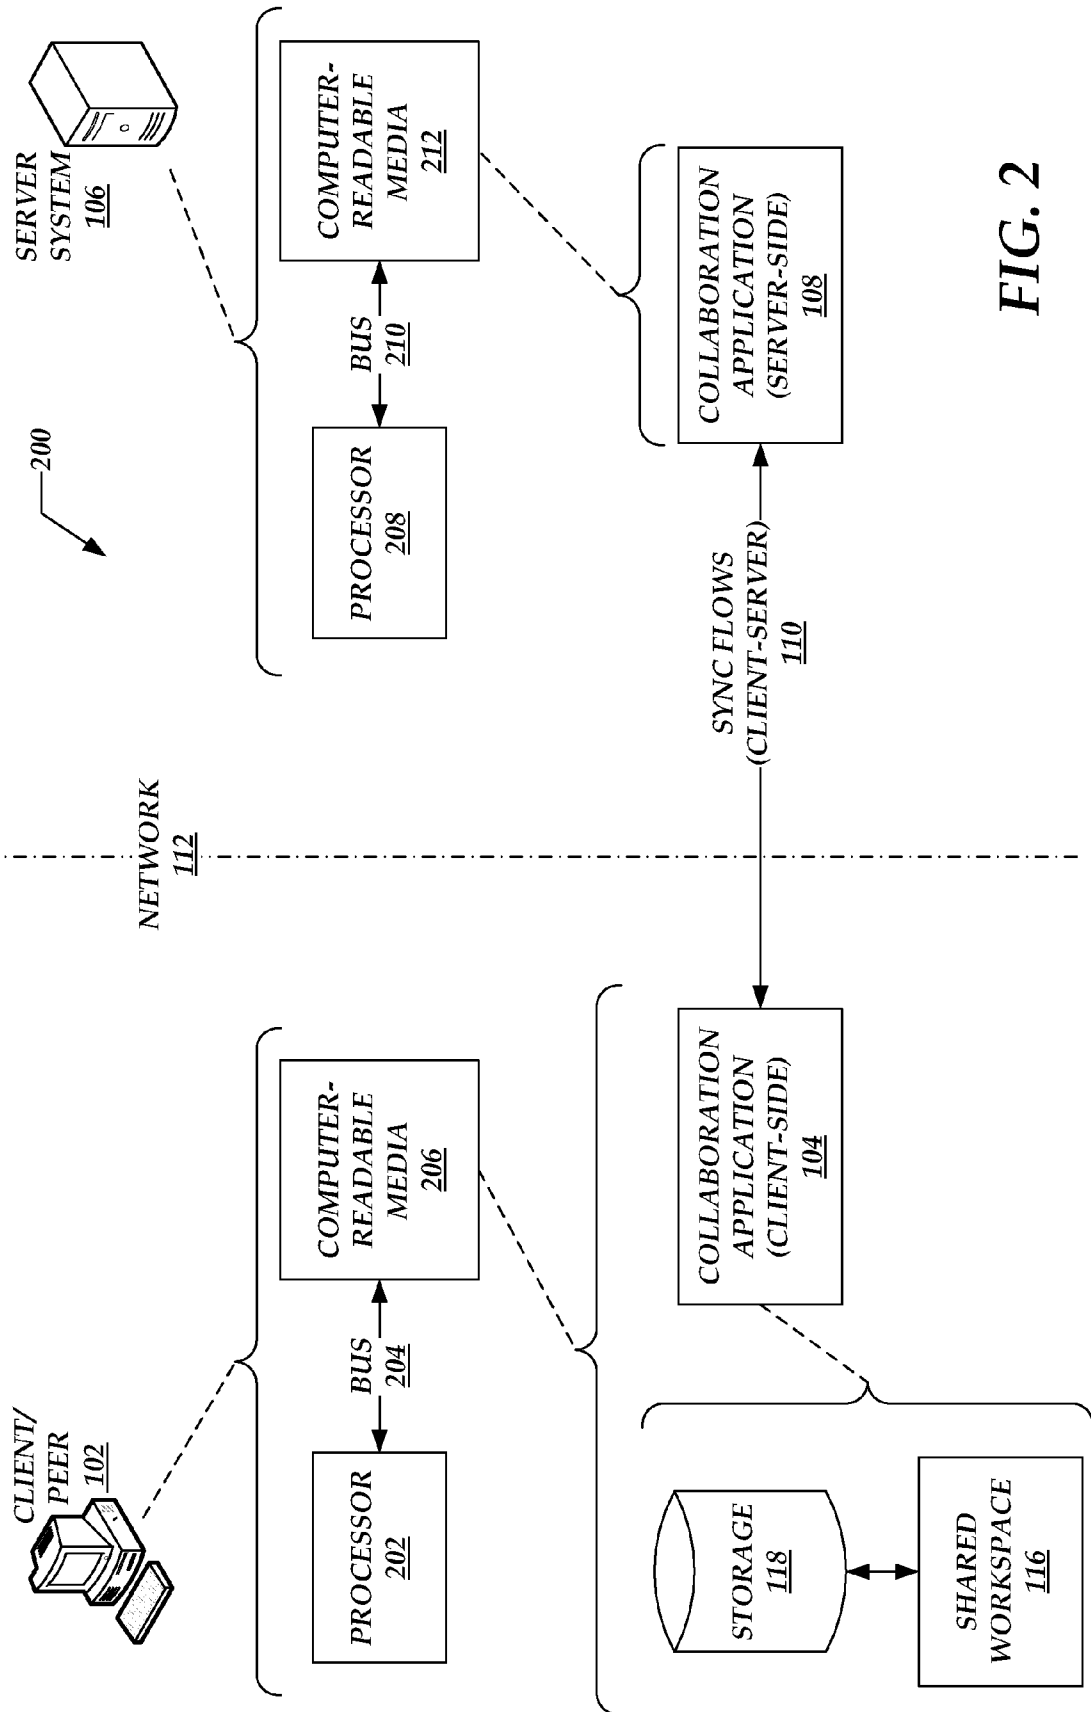 CLIENT/
PEER
102
NETWORK
112
200
SERVER
SYSTEM
106
PROCESSOR
202
BUS
204
COMPUTER-
READABLE
MEDIA
206
PROCESSOR
208
BUS
210
COMPUTER-
READABLE
MEDIA
212
STORAGE
118
SHARED
WORKSPACE
116
COLLABORATION
APPLICATION
(CLIENT-SIDE)
104
SYNC FLOWS
(CLIENT-SERVER)
110
COLLABORATION
APPLICATION
(SERVER-SIDE)
108
FIG. 2